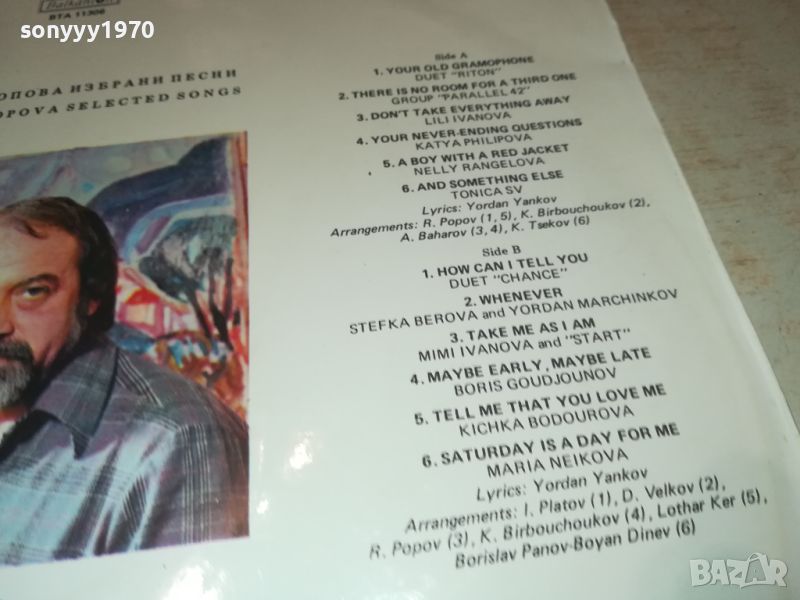 sonyyy1970
Balkanton
BTA 11308
ОПОВА ИЗБРАНИ ПЕСНИ
OPOVA SELECTED SONGS
Side A
1. YOUR OLD GRAMOPHONE
DUET "RITON"
2. THERE IS NO ROOM FOR A THIRD ONE
GROUP "PARALLEL 42"
3. DON'T TAKE EVERYTHING AWAY
LILI IVANOVA
4. YOUR NEVER-ENDING QUESTIONS
KATYA PHILIPOVA
5. A BOY WITH A RED JACKET
NELLY RANGELOVA
6. AND SOMETHING ELSE
TONICA SV
Lyrics: Yordan Yankov
Arrangements: R. Popov (1, 5), K. Birbouchoukov (2),
A. Baharov (3, 4), K. Tsekov (6)
Side B
1. HOW CAN I TELL YOU
DUET "CHANCE"
2. WHENEVER
STEFKA BEROVA and YORDAN MARCHINKOV
3. TAKE ME AS I AM
MIMI IVANOVA and "START"
4. MAYBE EARLY, MAYBE LATE
BORIS GOUDJOUNOV
5. TELL ME THAT YOU LOVE ME
KICHKA BODOUROVA
6. SATURDAY IS A DAY FOR ME
MARIA NEIKOVA
Lyrics: Yordan Yankov
Arrangements: I. Platov (1), D. Velkov (2),
R. Popov (3), K. Birbouchoukov (4), Lothar Ker (5),
Borislav Panov-Boyan Dinev (6)
BAZAR